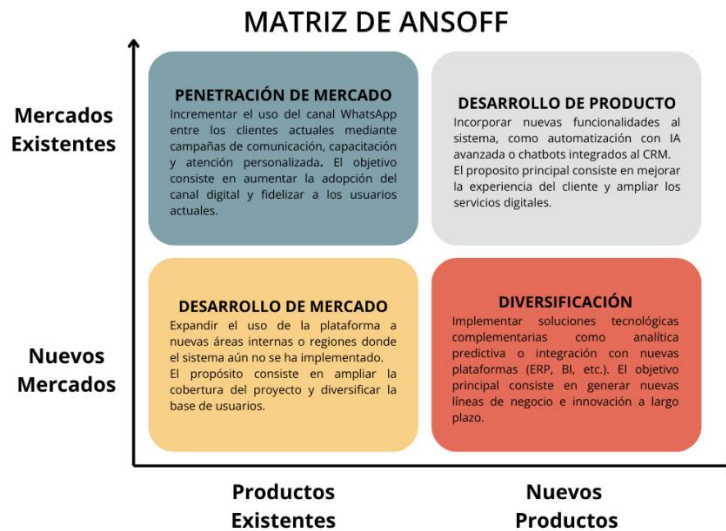 MATRIZ DE ANSOFF
Mercados
Existentes
PENETRACIÓN DE MERCADO
Incrementar el uso del canal WhatsApp
entre los clientes actuales mediante
campañas de comunicación, capacitación
y atención personalizada. El objetivo
consiste en aumentar la adopción del
canal digital y fidelizar a los usuarios
actuales.
DESARROLLO DE PRODUCTO
Incorporar nuevas funcionalidades al
sistema, como automatización con IA
avanzada o chatbots integrados al CRM.
El proposito principal consiste en mejorar
la experiencia del cliente y ampliar los
servicios digitales.
Nuevos
Mercados
DESARROLLO DE MERCADO
Expandir el uso de la plataforma a
nuevas áreas internas o regiones donde
el sistema aún no se ha implementado.
El propósito consiste en ampliar la
cobertura del proyecto y diversificar la
base de usuarios.
DIVERSIFICACIÓN
Implementar soluciones tecnológicas
complementarias como analítica
predictiva o integración con nuevas
plataformas (ERP, BI, etc.). El objetivo
principal consiste en generar nuevas
líneas de negocio e innovación a largo
plazo.
Productos
Existentes
Nuevos
Productos